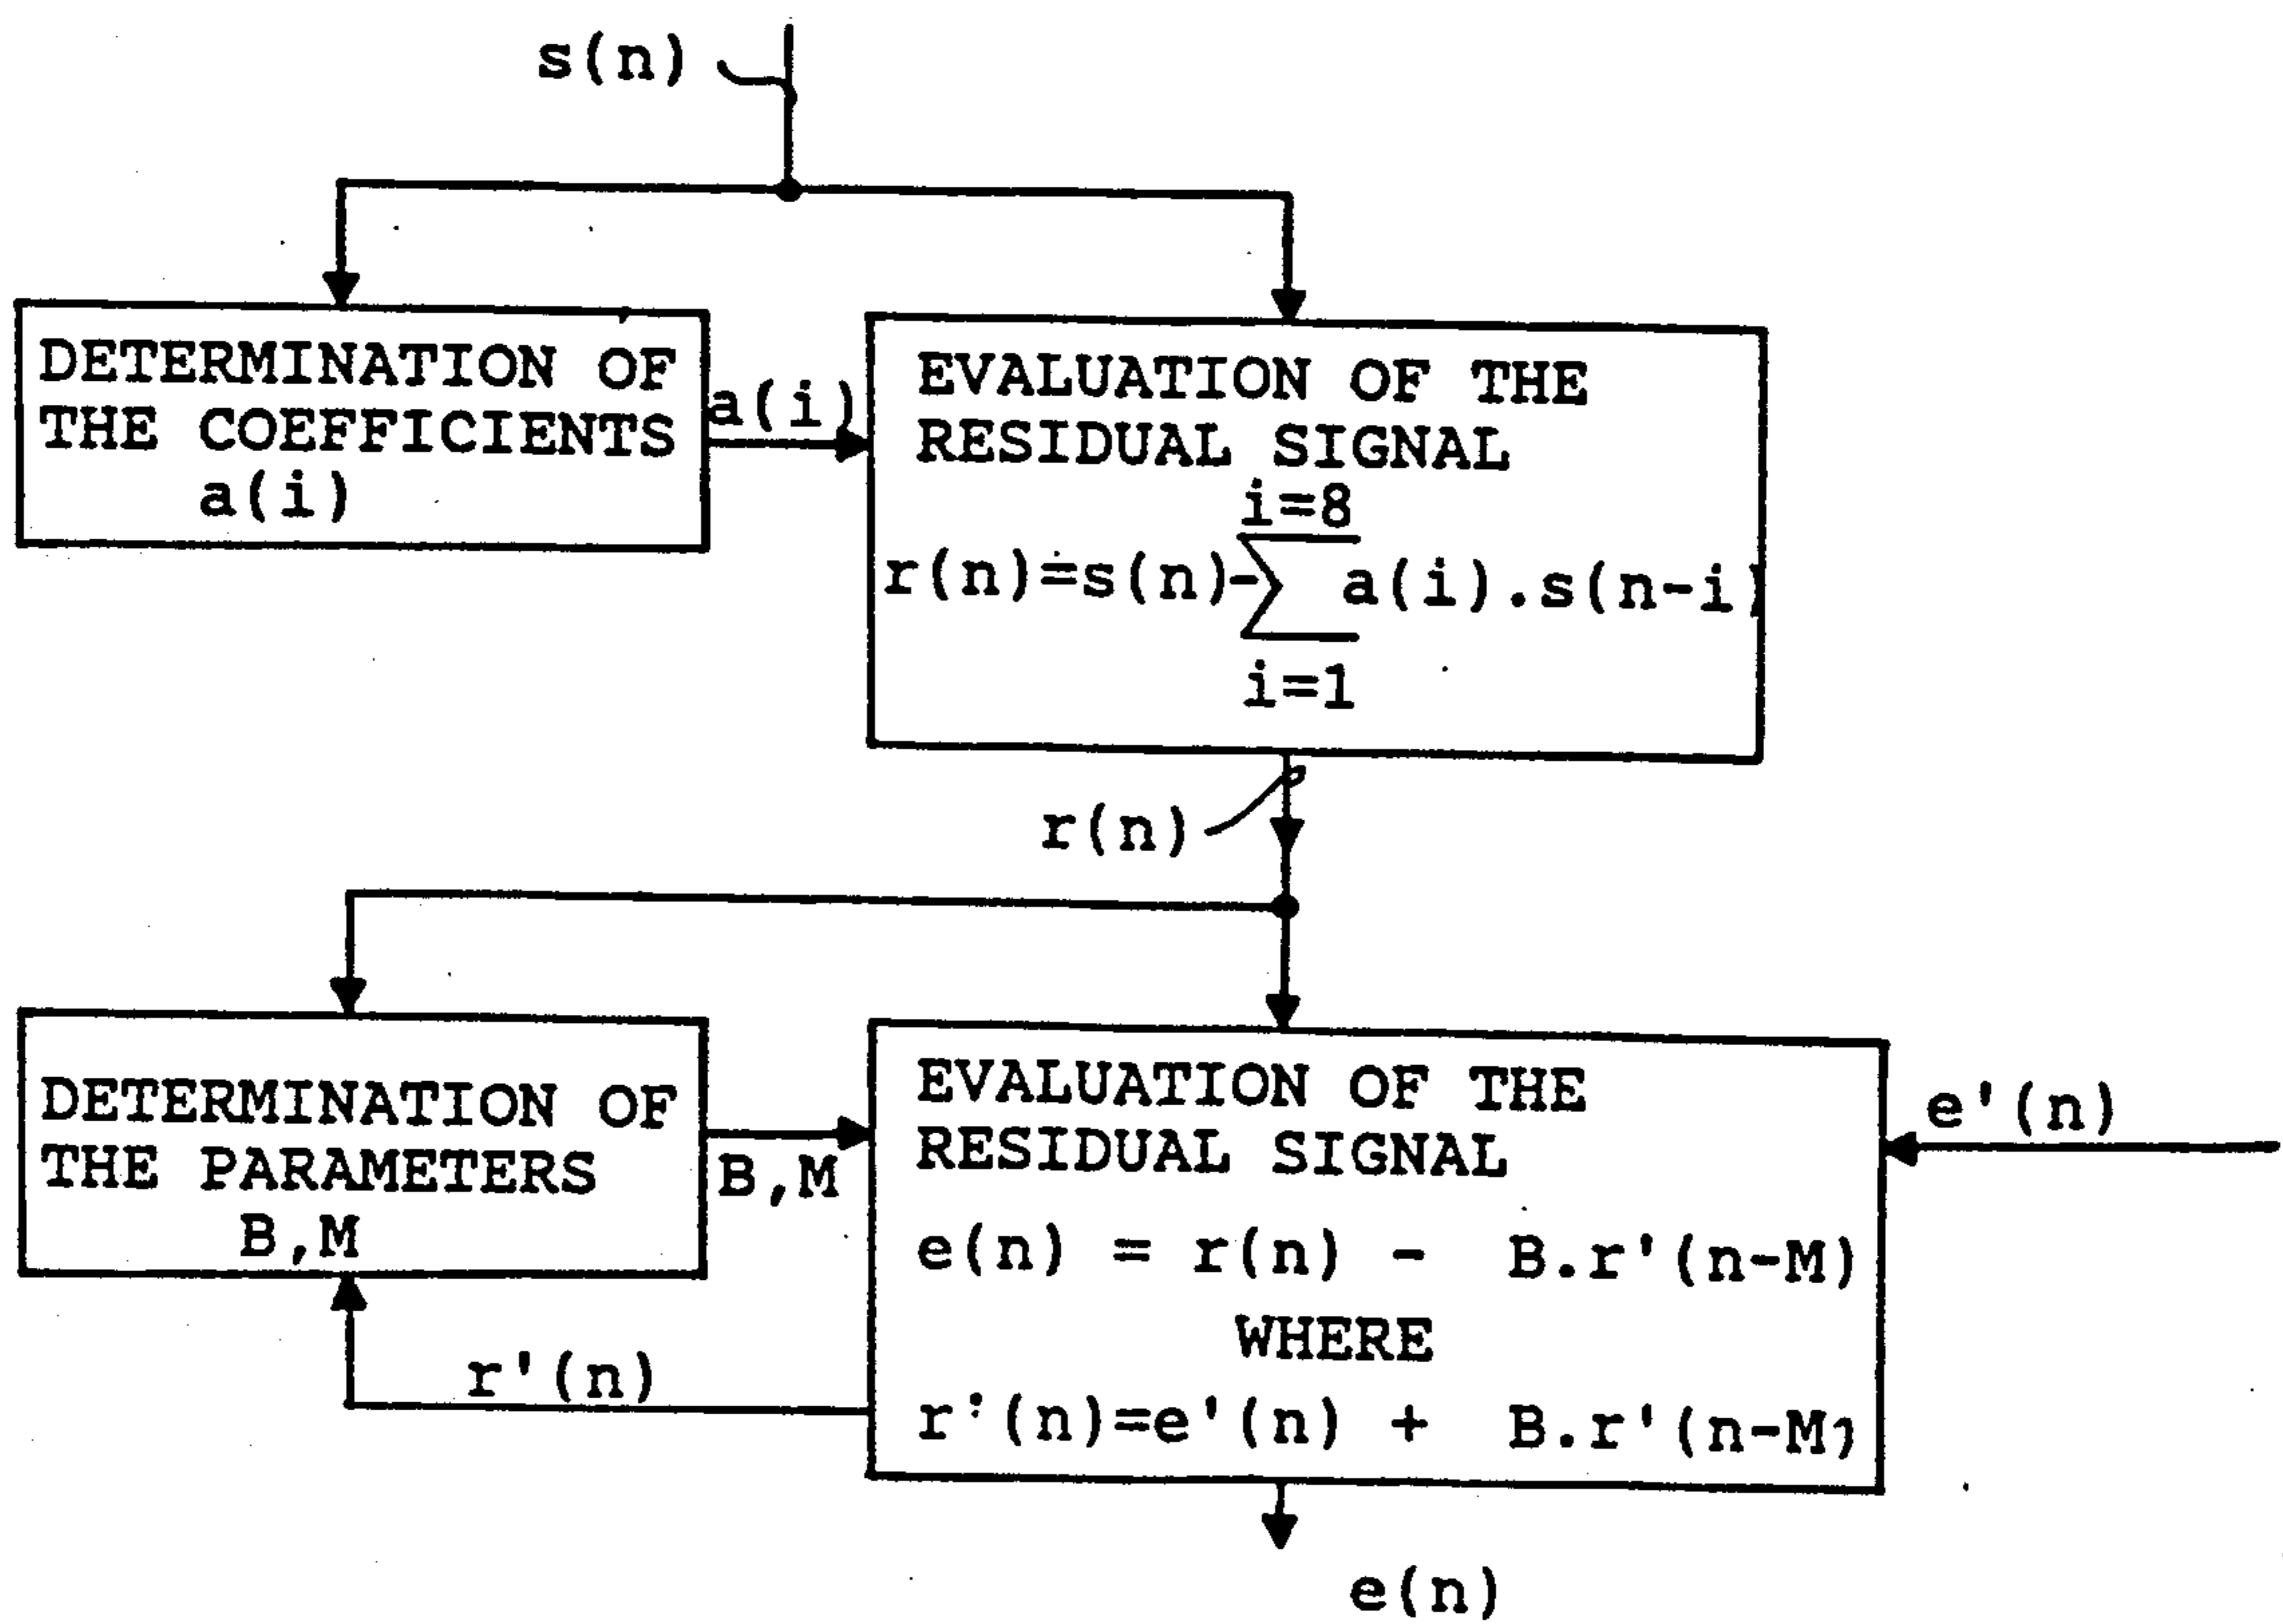 s(n)
DETERMINATION OF
THE COEFFICIENTS
a(i)
a(i)
EVALUATION OF THE
RESIDUAL SIGNAL
i=8
r(n)=s(n)-∑ a(i).s(n-i)
i=1
r(n)
DETERMINATION OF
THE PARAMETERS
B,M
B,M
EVALUATION OF THE
RESIDUAL SIGNAL
e(n) = r(n) - B.r'(n-M)
WHERE
r'(n)=e'(n) + B.r'(n-M)
e'(n)
r'(n)
e(n)